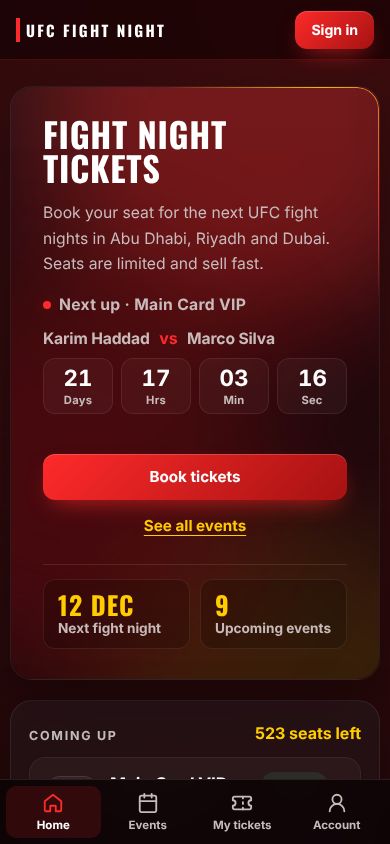 UFC FIGHT NIGHT
Sign in
FIGHT NIGHT
TICKETS
Book your seat for the next UFC fight
nights in Abu Dhabi, Riyadh and Dubai.
Seats are limited and sell fast.
Next up · Main Card VIP
Karim Haddad vs Marco Silva
21 17 03 16
Days Hrs Min Sec
Book tickets
See all events
12 DEC 9
Next fight night Upcoming events
COMING UP 523 seats left
Home Events My tickets Account